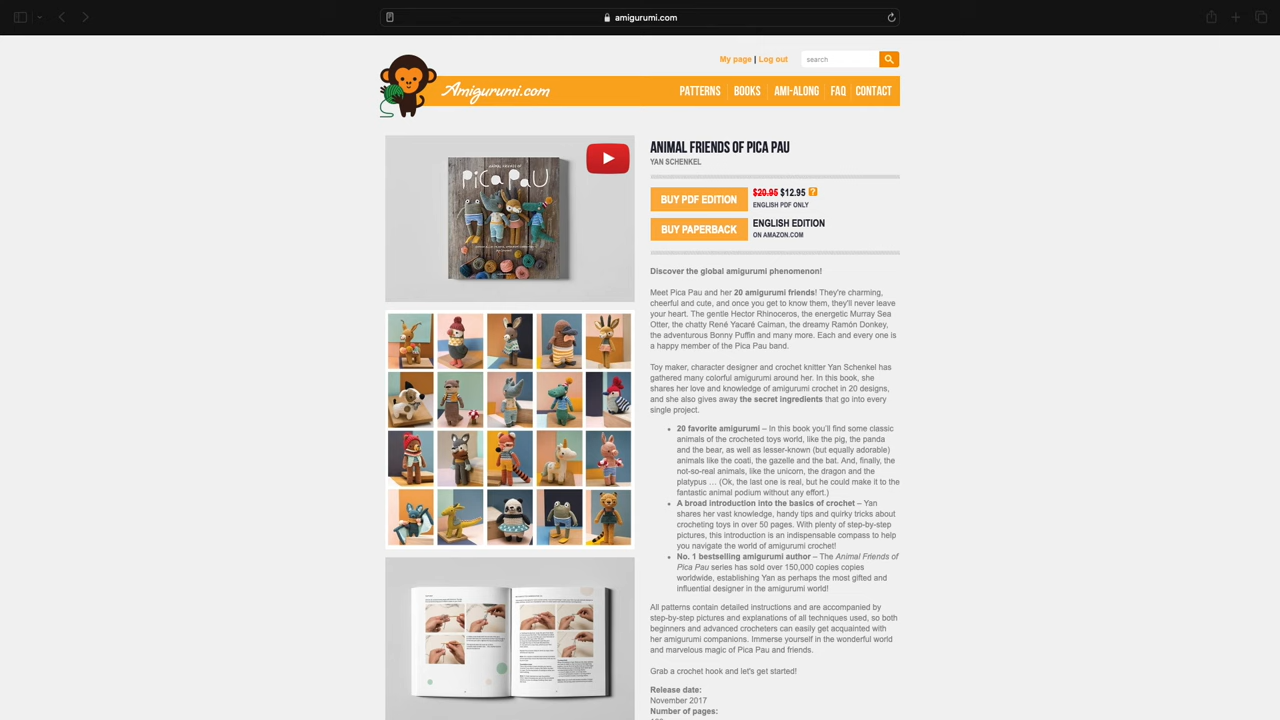 amigurumi.com
My page | Log out
search
Amigurumi.com
PATTERNS BOOKS AMI-ALONG FAQ CONTACT
PICA PAU
ANIMAL FRIENDS OF PICA PAU
YAN SCHENKEL
BUY PDF EDITION
$20.95 $12.95 ?
ENGLISH PDF ONLY
BUY PAPERBACK
ENGLISH EDITION
ON AMAZON.COM
Discover the global amigurumi phenomenon!
Meet Pica Pau and her 20 amigurumi friends! They're charming,
cheerful and cute, and once you get to know them, they'll never leave
your heart. The gentle Hector Rhinoceros, the energetic Murray Sea
Otter, the chatty René Yacaré Caiman, the dreamy Ramón Donkey,
the adventurous Bonny Puffin and many more. Each and every one is
a happy member of the Pica Pau band.
Toy maker, character designer and crochet knitter Yan Schenkel has
gathered many colorful amigurumi around her. In this book, she
shares her love and knowledge of amigurumi crochet in 20 designs,
and she also gives away the secret ingredients that go into every
single project.
• 20 favorite amigurumi – In this book you'll find some classic
animals of the crocheted toys world, like the pig, the panda
and the bear, as well as lesser-known (but equally adorable)
animals like the coati, the gazelle and the bat. And, finally, the
not-so-real animals, like the unicorn, the dragon and the
platypus … (Ok, the last one is real, but he could make it to the
fantastic animal podium without any effort.)
• A broad introduction into the basics of crochet – Yan
shares her vast knowledge, handy tips and quirky tricks about
crocheting toys in over 50 pages. With plenty of step-by-step
pictures, this introduction is an indispensable compass to help
you navigate the world of amigurumi crochet!
• No. 1 bestselling amigurumi author – The Animal Friends of
Pica Pau series has sold over 150,000 copies copies
worldwide, establishing Yan as perhaps the most gifted and
influential designer in the amigurumi world!
All patterns contain detailed instructions and are accompanied by
step-by-step pictures and explanations of all techniques used, so both
beginners and advanced crocheters can easily get acquainted with
her amigurumi companions. Immerse yourself in the wonderful world
and marvelous magic of Pica Pau and friends.
Grab a crochet hook and let's get started!
Release date:
November 2017
Number of pages: